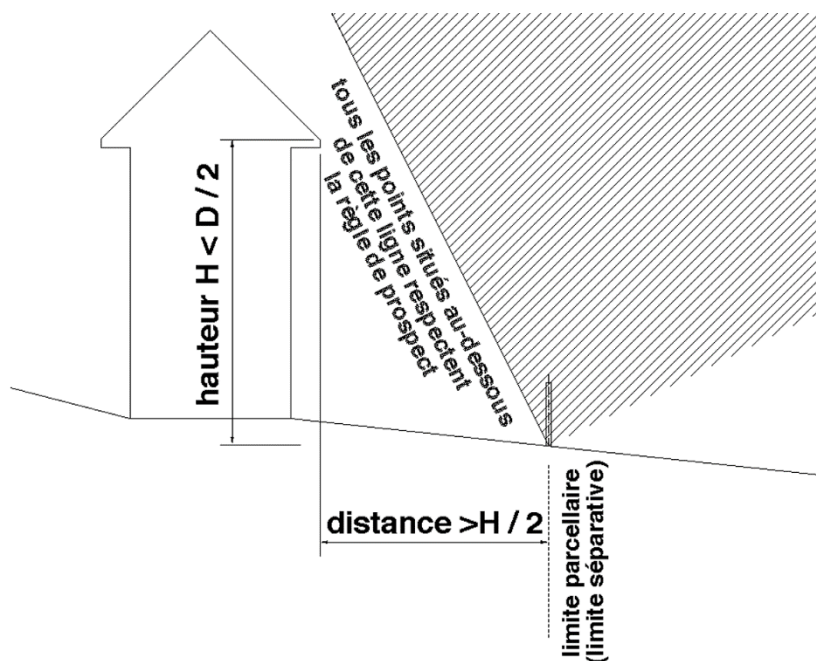 hauteur H < D / 2
tous les points situés au-dessous
de cette ligne respectent
la règle de prospect
distance >H / 2
limite parcellaire
(limite séparative)